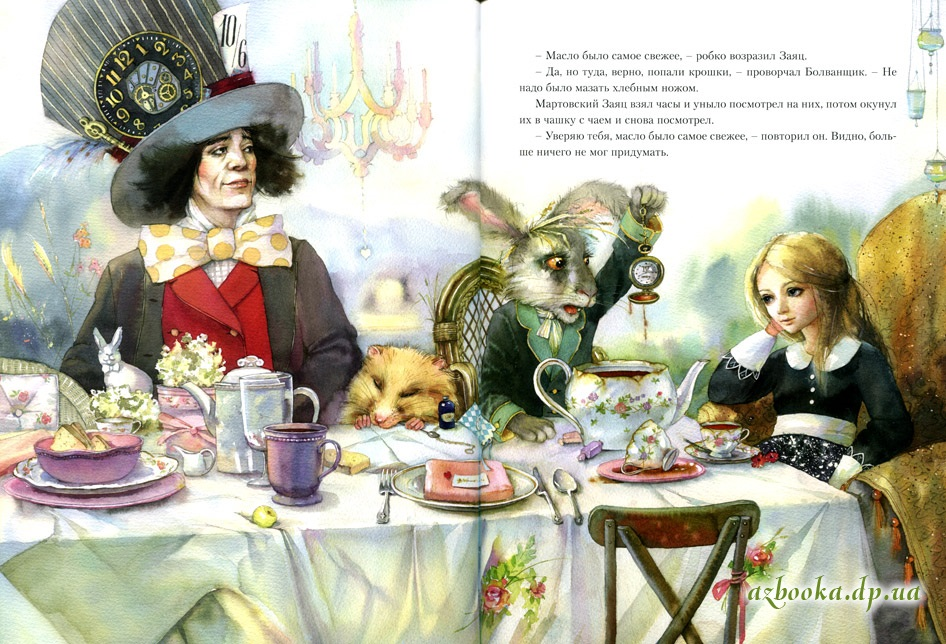 10/6
– Масло было самое свежее, – робко возразил Заяц.
– Да, но туда, верно, попали крошки, – проворчал Болванщик. – Не
надо было мазать хлебным ножом.
Мартовский Заяц взял часы и уныло посмотрел на них, потом окунул
их в чашку с чаем и снова посмотрел.
– Уверяю тебя, масло было самое свежее, – повторил он. Видно, боль-
ше ничего не мог придумать.
azbooka.dp.ua